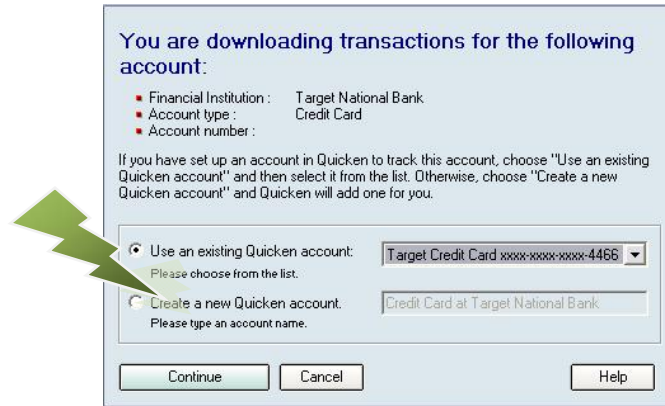 You are downloading transactions for the following
account:
Financial Institution : Target National Bank
Account type : Credit Card
Account number :
If you have set up an account in Quicken to track this account, choose "Use an existing
Quicken account" and then select it from the list. Otherwise, choose "Create a new
Quicken account" and Quicken will add one for you.
Use an existing Quicken account: Target Credit Card xxxx-xxxx-xxxx-4466
Please choose from the list.
Create a new Quicken account. Credit Card at Target National Bank
Please type an account name.
Continue Cancel Help